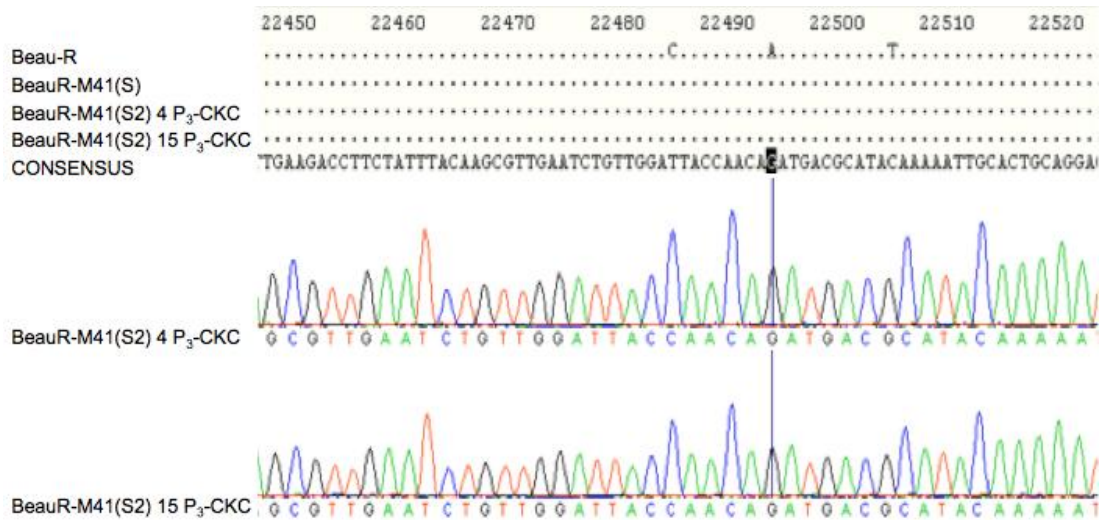 22450 22460 22470 22480 22490 22500 22510 22520
Beau-R C A T
BeauR-M41(S)
BeauR-M41(S2) 4 P₃-CKC
BeauR-M41(S2) 15 P₃-CKC
CONSENSUS TGAAGACCTTCTATTTACAAGCGTTGAATCTGTTGGATTACCAACAGATGACGCATACAAAAATTGCACTGCAGGA
BeauR-M41(S2) 4 P₃-CKC G C G T T G A A T C T G T T G G A T T A C C A A C A G A T G A C G C A T A C A A A A A T
BeauR-M41(S2) 15 P₃-CKC G C G T T G A A T C T G T T G G A T T A C C A A C A G A T G A C G C A T A C A A A A A T